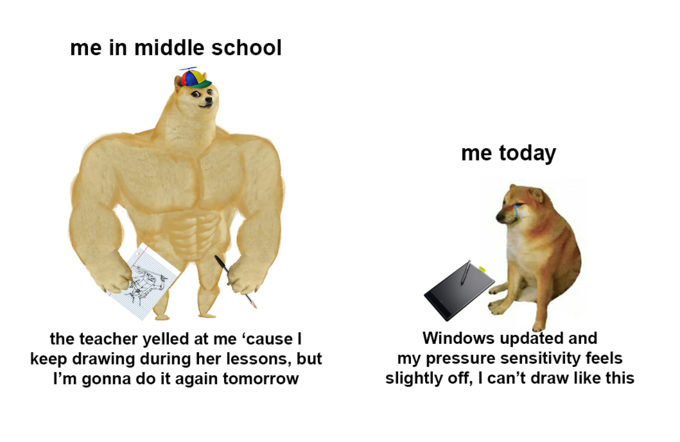 me in middle school
the teacher yelled at me ‘cause I
keep drawing during her lessons, but
I’m gonna do it again tomorrow
me today
Windows updated and
my pressure sensitivity feels
slightly off, I can’t draw like this